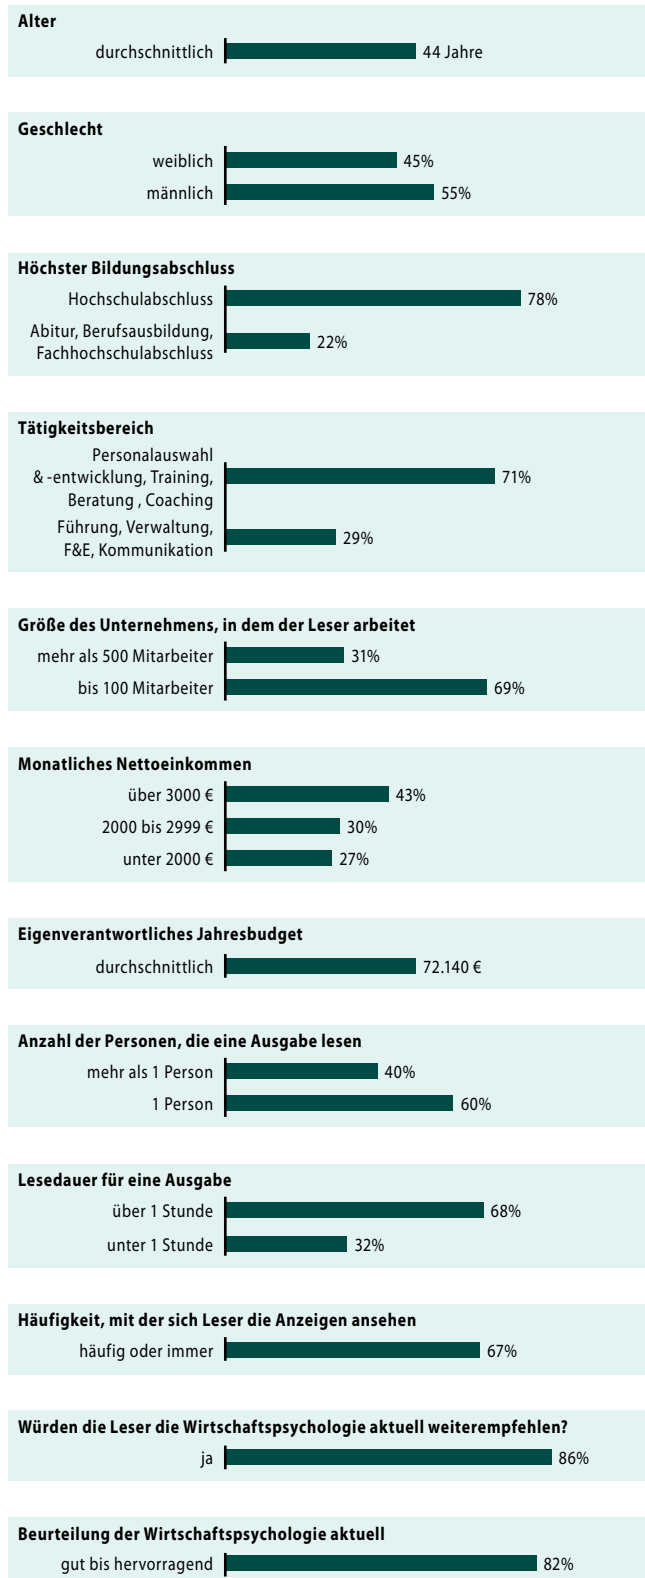 Alter
durchschnittlich 44 Jahre
Geschlecht
weiblich 45%
männlich 55%
Höchster Bildungsabschluss
Hochschulabschluss 78%
Abitur, Berufsausbildung,
Fachhochschulabschluss 22%
Tätigkeitsbereich
Personalauswahl
& -entwicklung, Training, 71%
Beratung , Coaching
Führung, Verwaltung,
F&E, Kommunikation 29%
Größe des Unternehmens, in dem der Leser arbeitet
mehr als 500 Mitarbeiter 31%
bis 100 Mitarbeiter 69%
Monatliches Nettoeinkommen
über 3000 € 43%
2000 bis 2999 € 30%
unter 2000 € 27%
Eigenverantwortliches Jahresbudget
durchschnittlich 72.140 €
Anzahl der Personen, die eine Ausgabe lesen
mehr als 1 Person 40%
1 Person 60%
Lesedauer für eine Ausgabe
über 1 Stunde 68%
unter 1 Stunde 32%
Häufigkeit, mit der sich Leser die Anzeigen ansehen
häufig oder immer 67%
Würden die Leser die Wirtschaftspsychologie aktuell weiterempfehlen?
ja 86%
Beurteilung der Wirtschaftspsychologie aktuell
gut bis hervorragend 82%